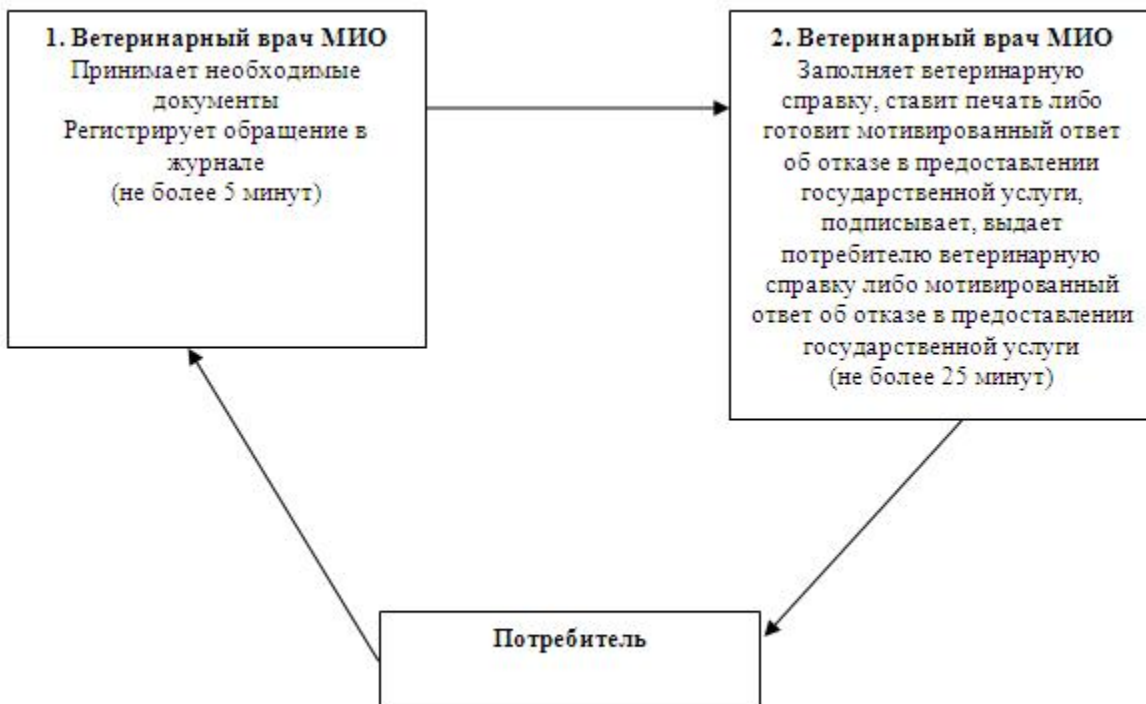 1. Ветеринарный врач МИО
Принимает необходимые
документы
Регистрирует обращение в
журнале
(не более 5 минут)
2. Ветеринарный врач МИО
Заполняет ветеринарную
справку, ставит печать либо
готовит мотивированный ответ
об отказе в предоставлении
государственной услуги,
подписывает, выдает
потребителю ветеринарную
справку либо мотивированный
ответ об отказе в предоставлении
государственной услуги
(не более 25 минут)
Потребитель